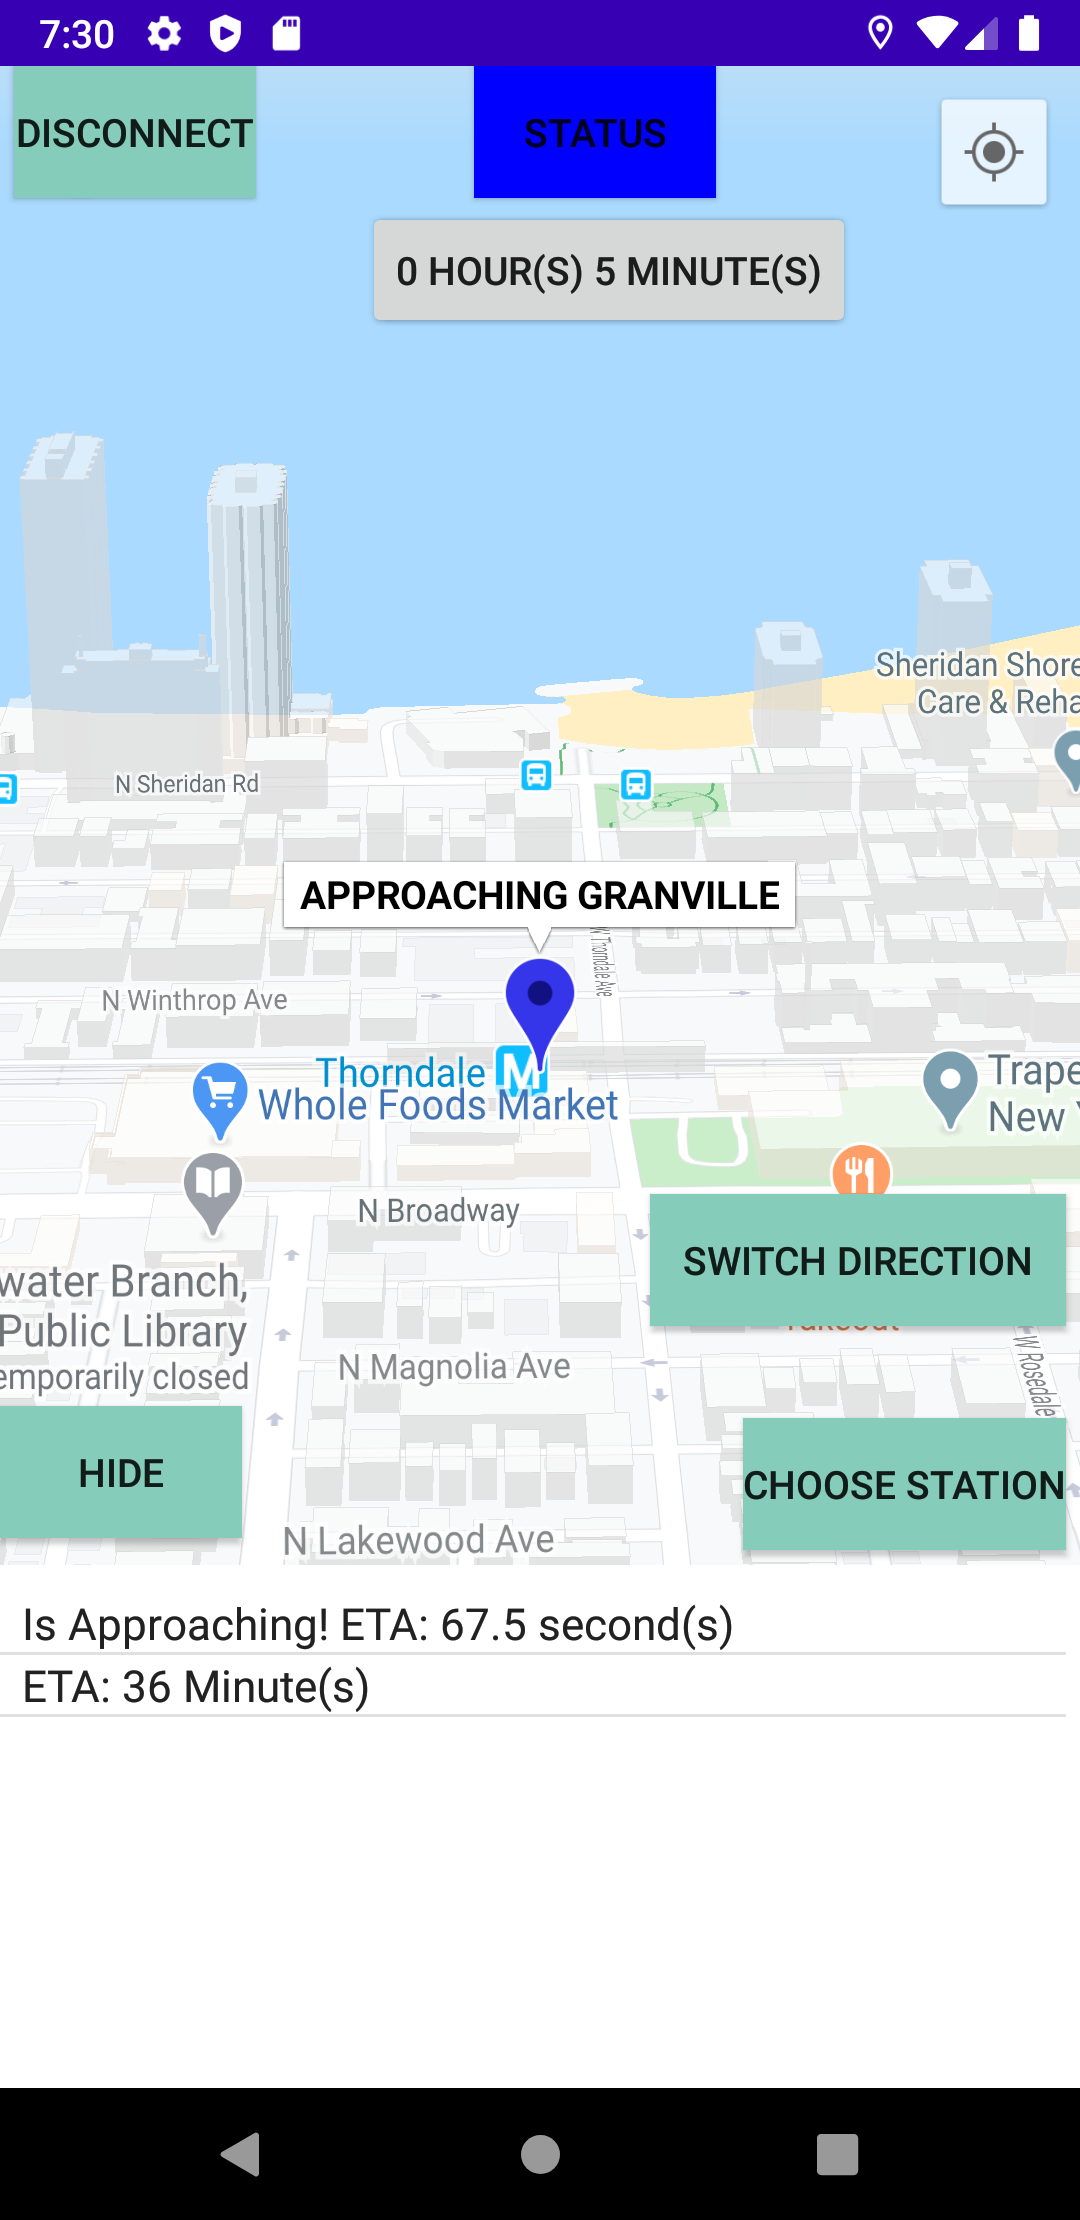 7:30
DISCONNECT
STATUS
0 HOUR(S) 5 MINUTE(S)
Sheridan Shore
Care & Reha
N Sheridan Rd
APPROACHING GRANVILLE
W Thorndale Ave
N Winthrop Ave
Thorndale
M
Whole Foods Market
Trape
New Y
N Broadway
SWITCH DIRECTION
water Branch,
Public Library
emporarily closed
Takeout
N Magnolia Ave
W Rosedale
HIDE
CHOOSE STATION
N Lakewood Ave
Is Approaching! ETA: 67.5 second(s)
ETA: 36 Minute(s)